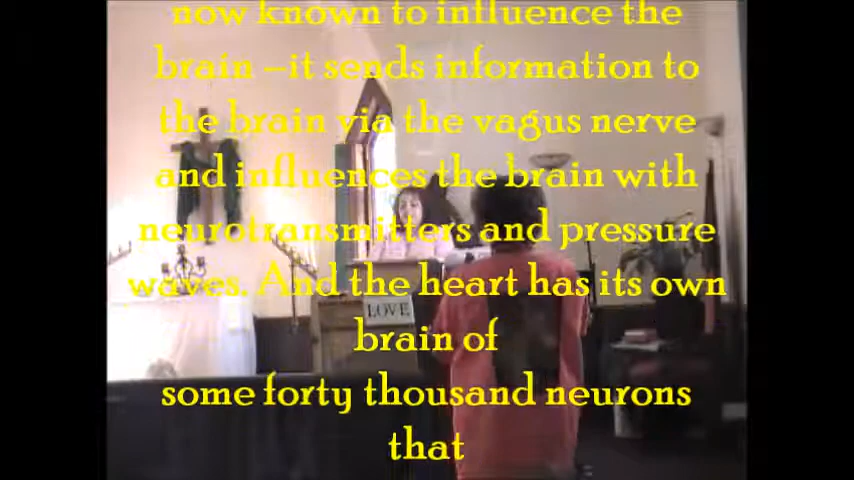 now known to influence the
brain –it sends information to
the brain via the vagus nerve
and influences the brain with
neurotransmitters and pressure
waves. And the heart has its own
brain of
some forty thousand neurons
that
LOVE